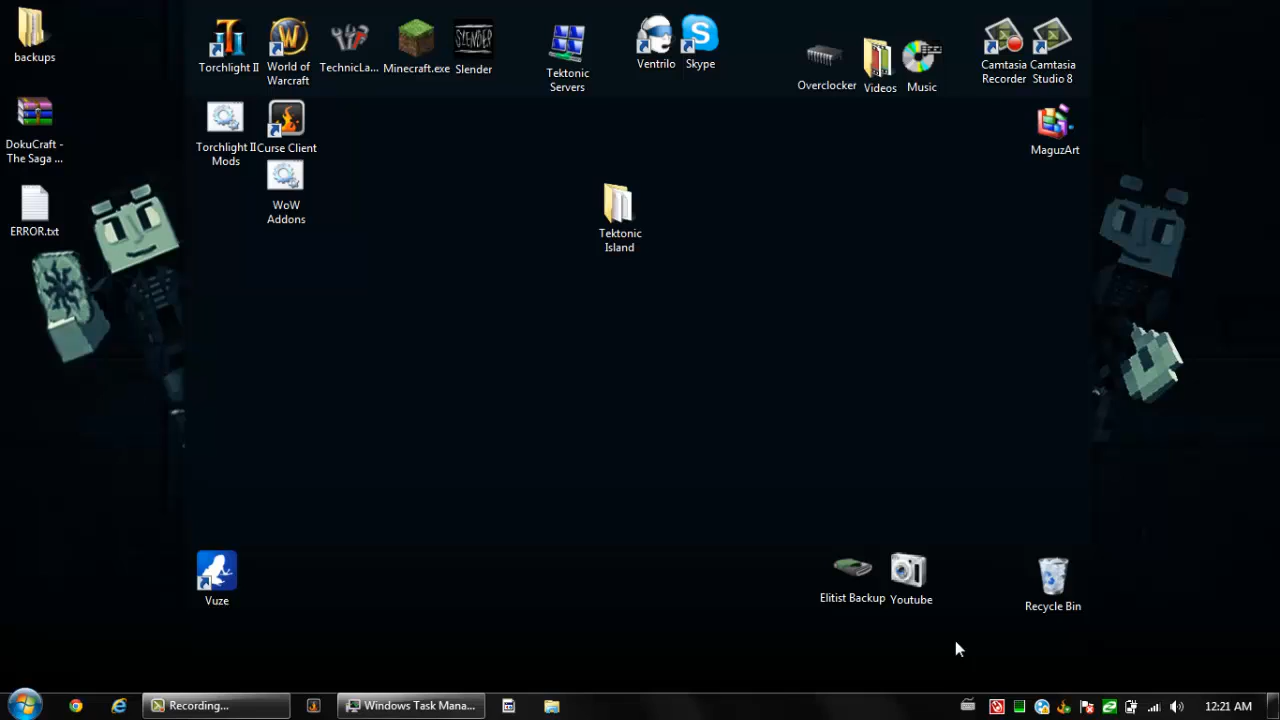 backups
DokuCraft -
The Saga ...
ERROR.txt
Torchlight II
World of
Warcraft
TechnicLa...
Minecraft.exe
SLENDER
Slender
Tektonic
Servers
Ventrilo
Skype
Overclocker
Videos
Music
Camtasia
Recorder
Camtasia
Studio 8
Torchlight II
Mods
Curse Client
WoW
Addons
MaguzArt
Tektonic
Island
Vuze
Elitist Backup
Youtube
Recycle Bin
Recording...
Windows Task Mana...
12:21 AM